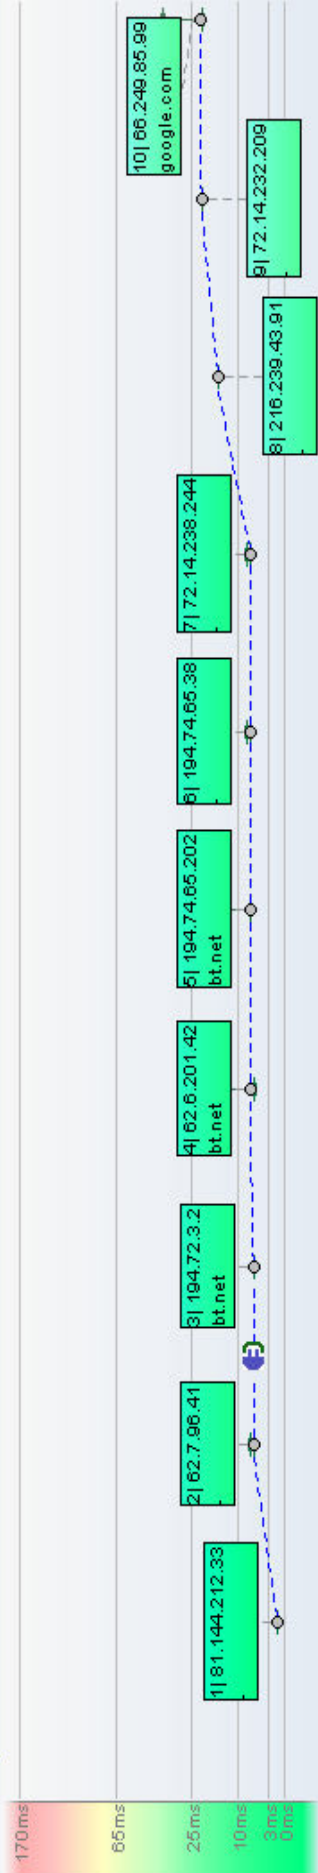 170ms
65ms
25ms
10ms
3ms
0ms
1| 81.144.212.33
2| 62.7.96.41
3| 194.72.3.2
bt.net
4| 62.6.201.42
bt.net
5| 194.74.65.202
bt.net
6| 194.74.65.38
7| 72.14.238.244
8| 216.239.43.91
9| 72.14.232.209
10| 66.249.85.99
google.com